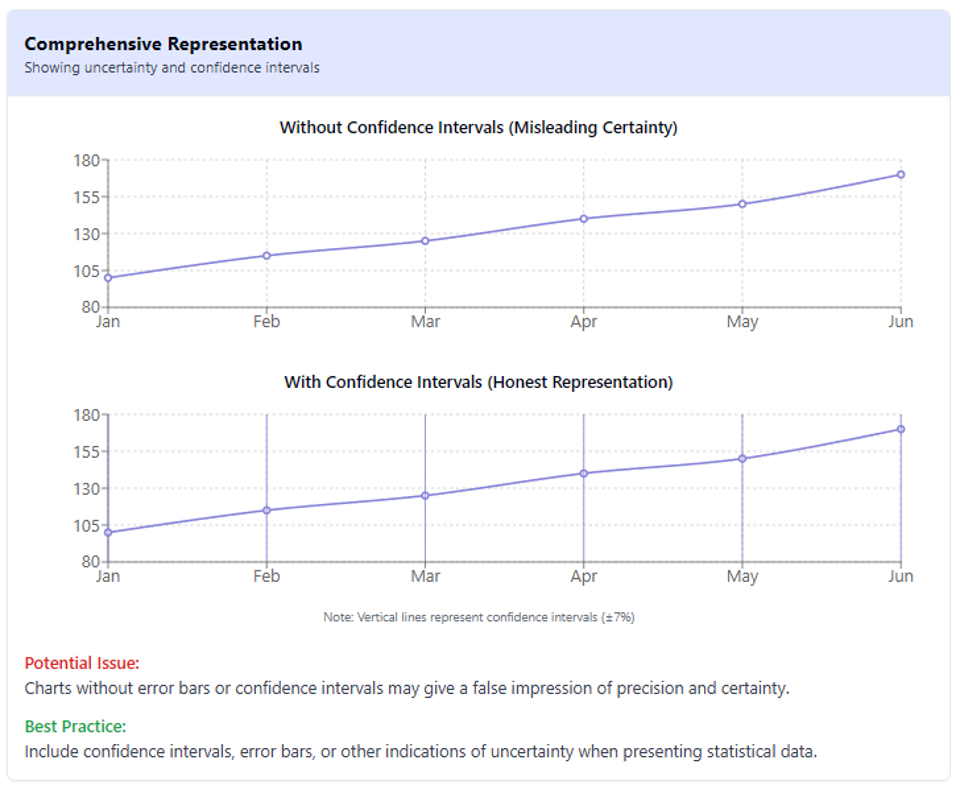 Comprehensive Representation
Showing uncertainty and confidence intervals
Without Confidence Intervals (Misleading Certainty)
180
155
130
105
80
Jan Feb Mar Apr May Jun
With Confidence Intervals (Honest Representation)
180
155
130
105
80
Jan Feb Mar Apr May Jun
Note: Vertical lines represent confidence intervals (±7%)
Potential Issue:
Charts without error bars or confidence intervals may give a false impression of precision and certainty.
Best Practice:
Include confidence intervals, error bars, or other indications of uncertainty when presenting statistical data.